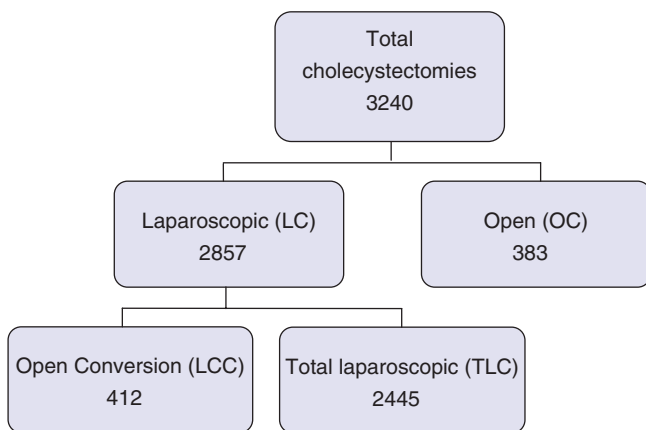 Total
cholecystectomies
3240
Laparoscopic (LC)
2857
Open (OC)
383
Open Conversion (LCC)
412
Total laparoscopic (TLC)
2445